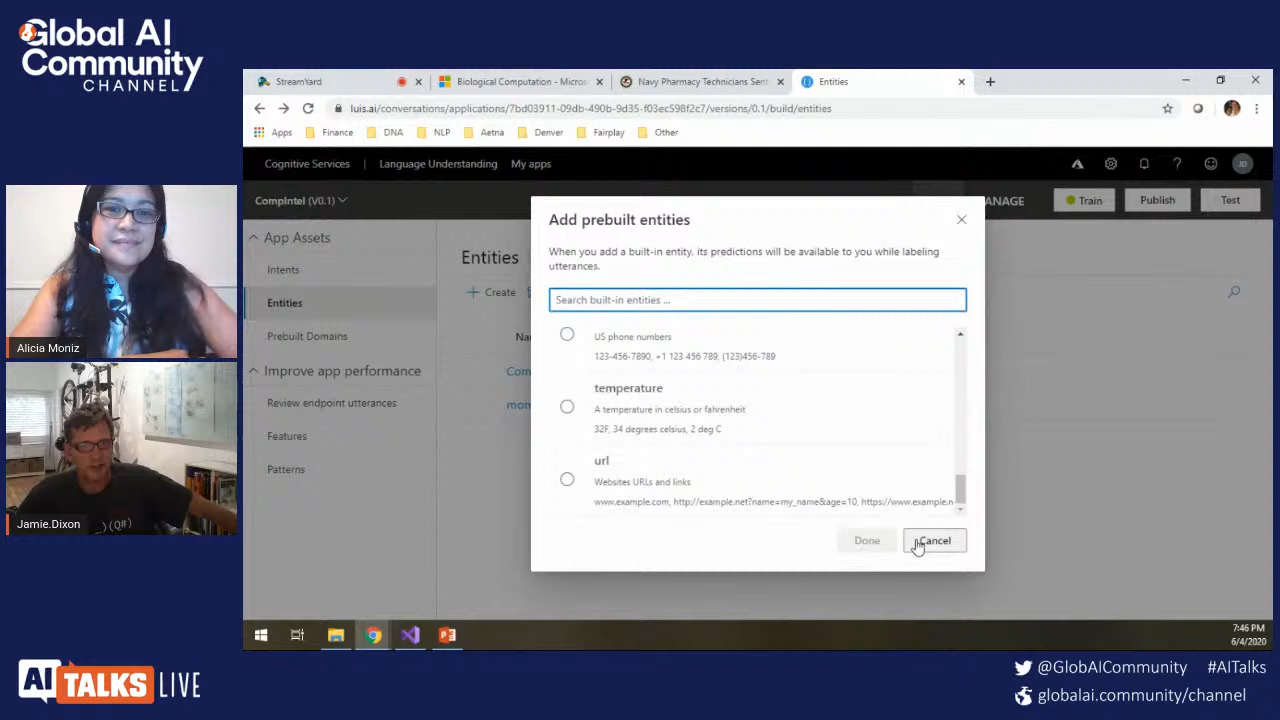 Global AI
Community
CHANNEL
StreamYard
Biological Computation - Micros
Navy Pharmacy Technicians Sent
Entities
luis.ai/conversations/applications/7bd03911-09db-490b-9d35-f03ec598f2c7/versions/0.1/build/entities
Apps
Finance
DNA
NLP
Aetna
Denver
Fairplay
Other
Cognitive Services | Language Understanding My apps
JD
CompIntel (V0.1)
ANAGE
Train
Publish
Test
App Assets
Intents
Entities
Prebuilt Domains
Improve app performance
Review endpoint utterances
Features
Patterns
Entities
+ Create
Nar
Com
mon
Add prebuilt entities
When you add a built-in entity, its predictions will be available to you while labeling
utterances.
Search built-in entities ...
US phone numbers
123-456-7890, +1 123 456 789, (123)456-789
temperature
A temperature in celsius or fahrenheit
32F, 34 degrees celsius, 2 deg C
url
Websites URLs and links
www.example.com, http://example.net?name=my_name&age=10, https://www.example.n
Done
Cancel
7:46 PM
6/4/2020
Alicia Moniz
_)(Q#)
Jamie.Dixon
AI TALKS LIVE
@GlobAICommunity #AITalks
globalai.community/channel